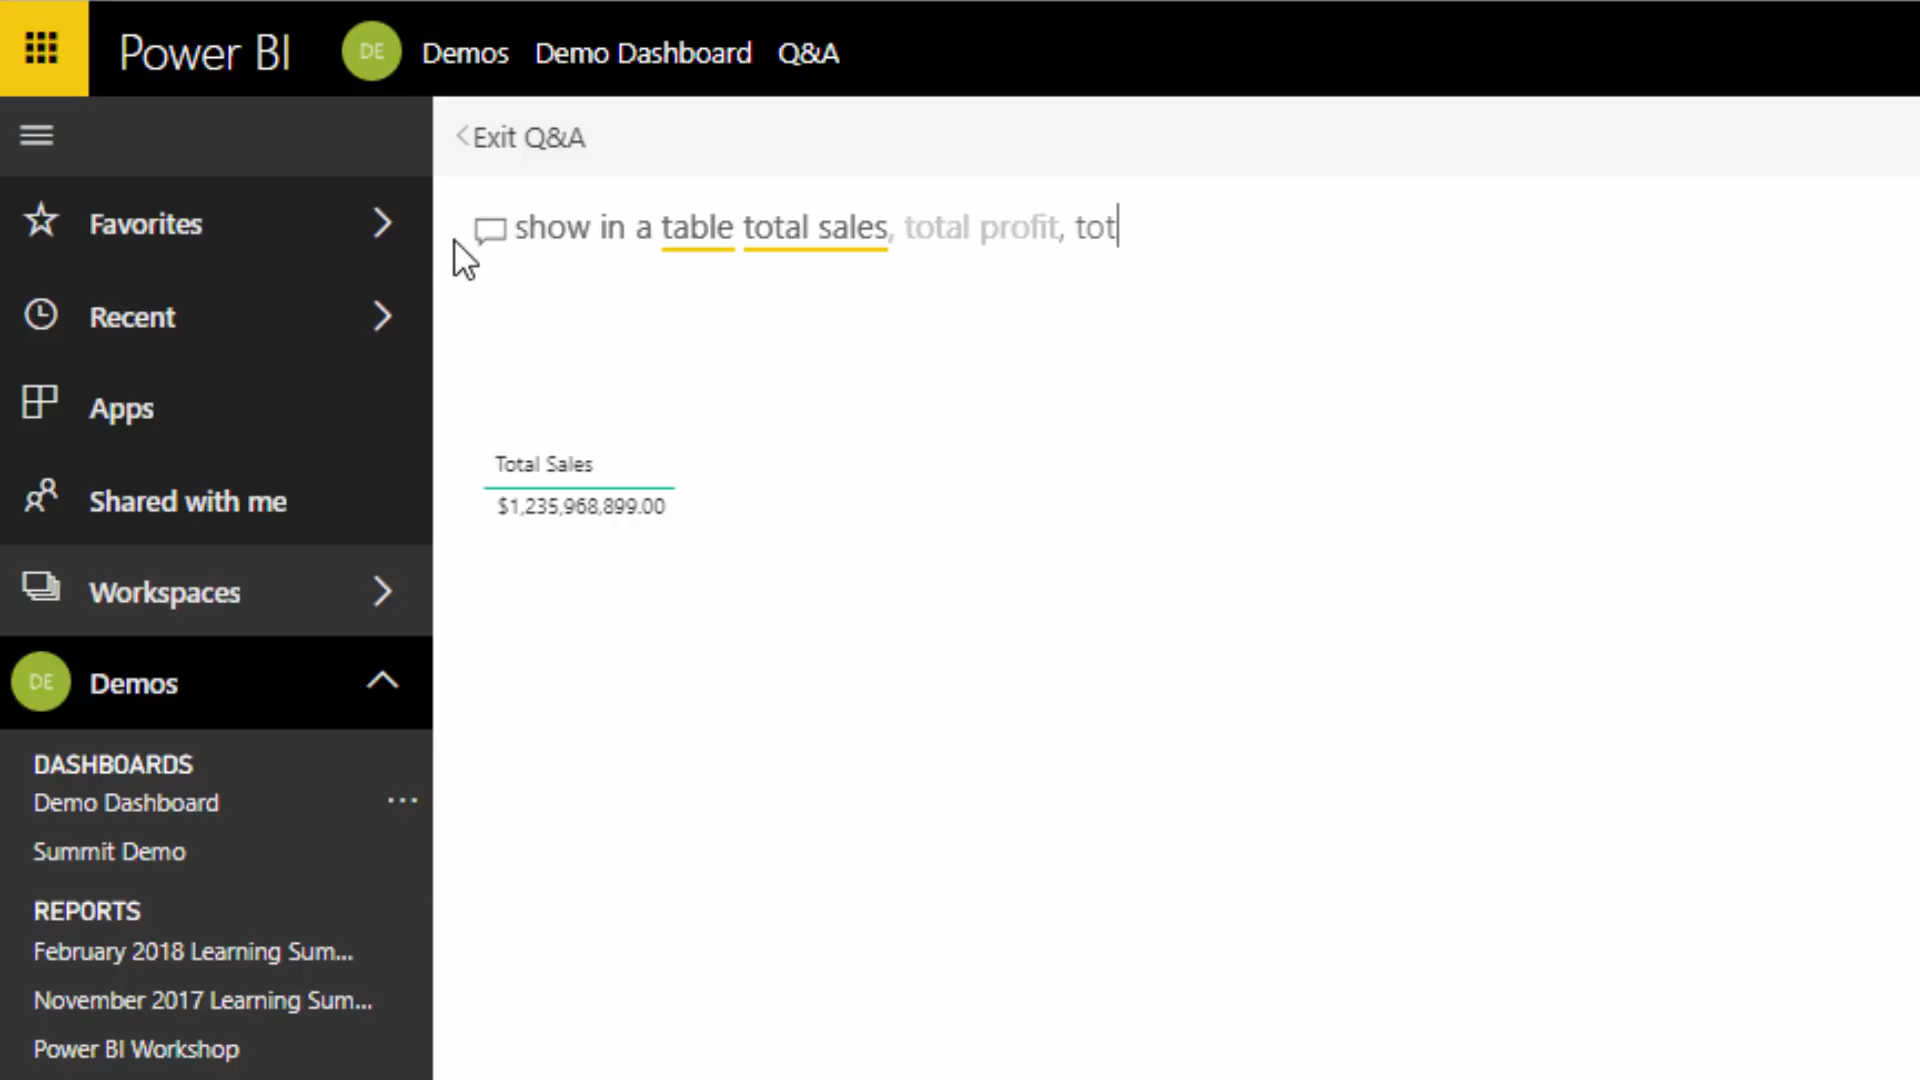 Power BI DE Demos Demo Dashboard Q&A
Exit Q&A
show in a table total sales, total profit, tot
Favorites
Recent
Apps
Shared with me
Workspaces
DE Demos
DASHBOARDS
Demo Dashboard ...
Summit Demo
REPORTS
February 2018 Learning Sum...
November 2017 Learning Sum...
Power BI Workshop
Total Sales
$1,235,968,899.00